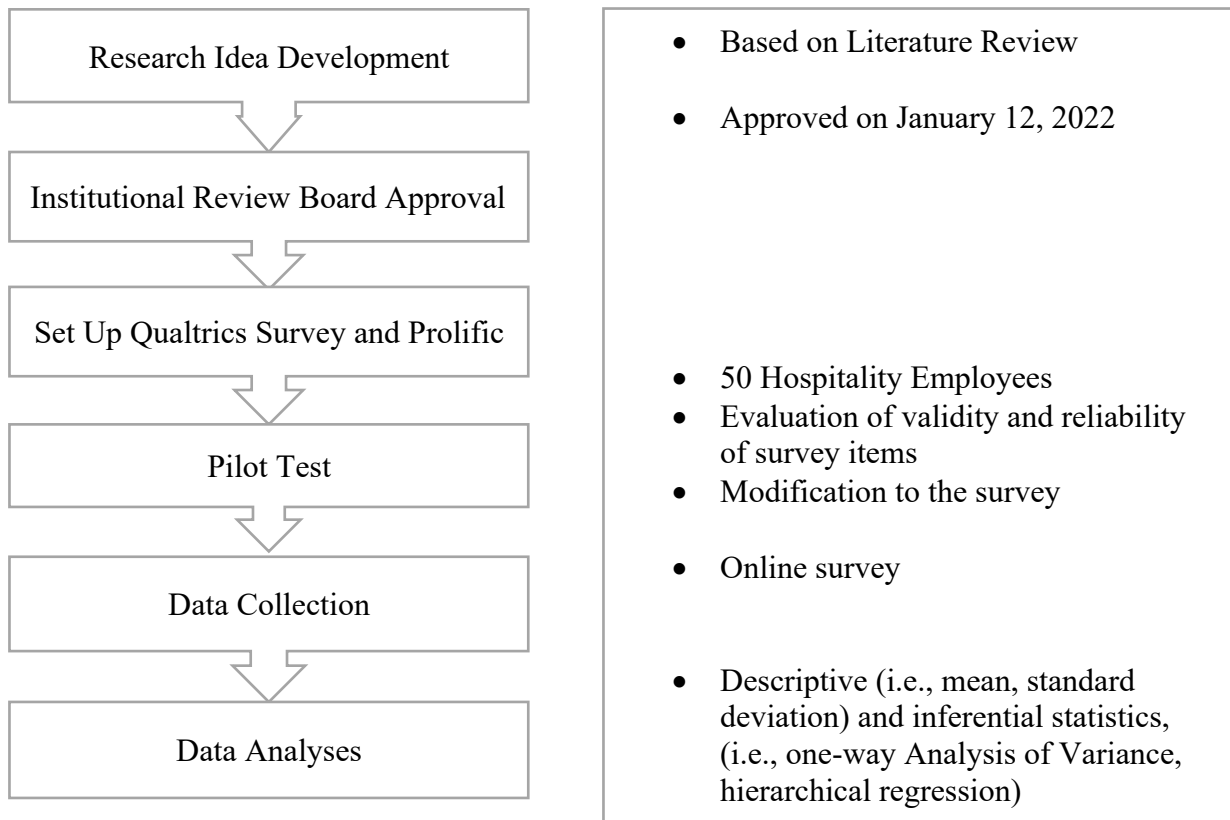 Research Idea Development
Institutional Review Board Approval
Set Up Qualtrics Survey and Prolific
Pilot Test
Data Collection
Data Analyses
• Based on Literature Review
• Approved on January 12, 2022
• 50 Hospitality Employees
• Evaluation of validity and reliability
of survey items
• Modification to the survey
• Online survey
• Descriptive (i.e., mean, standard
deviation) and inferential statistics,
(i.e., one-way Analysis of Variance,
hierarchical regression)